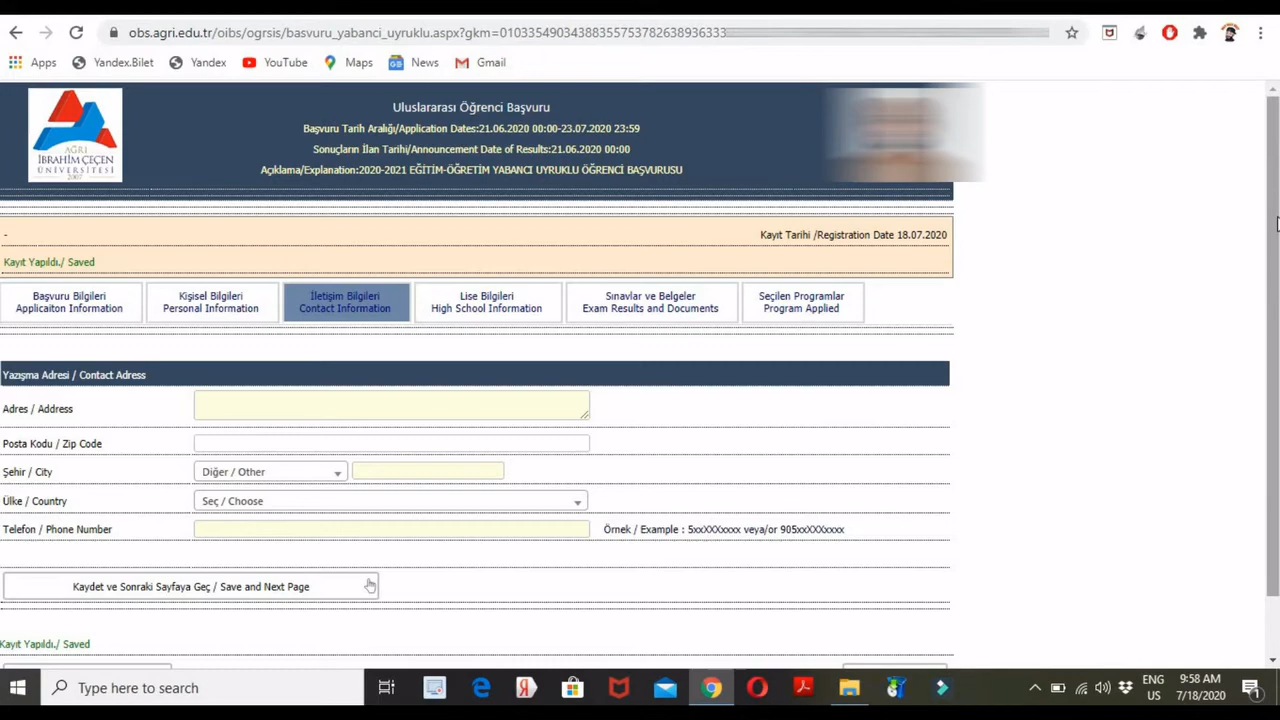 obs.agri.edu.tr/oibs/ogrsis/basvuru_yabanci_uyruklu.aspx?gkm=0103354903438835575378263893633​3
Apps Yandex.Bilet Yandex YouTube Maps News Gmail
AĞRI
İBRAHİM ÇEÇEN
ÜNİVERSİTESİ
2007
Uluslararası Öğrenci Başvuru
Başvuru Tarih Aralığı/Application Dates:21.06.2020 00:00-23.07.2020 23:59
Sonuçların İlan Tarihi/Announcement Date of Results:21.06.2020 00:00
Açıklama/Explanation:2020-2021 EĞİTİM-ÖĞRETİM YABANCI UYRUKLU ÖĞRENCİ BAŞVURUSU
- Kayıt Tarihi /Registration Date 18.07.2020
Kayıt Yapıldı./ Saved
Başvuru Bilgileri
Applicaiton Information
Kişisel Bilgileri
Personal Information
İletişim Bilgileri
Contact Information
Lise Bilgileri
High School Information
Sınavlar ve Belgeler
Exam Results and Documents
Seçilen Programlar
Program Applied
Yazışma Adresi / Contact Adress
Adres / Address
Posta Kodu / Zip Code
Şehir / City Diğer / Other
Ülke / Country Seç / Choose
Telefon / Phone Number Örnek / Example : 5xxXXXxxxx veya/or 905xxXXXxxxx
Kaydet ve Sonraki Sayfaya Geç / Save and Next Page
Kayıt Yapıldı./ Saved
Type here to search
ENG
US
9:58 AM
7/18/2020
1